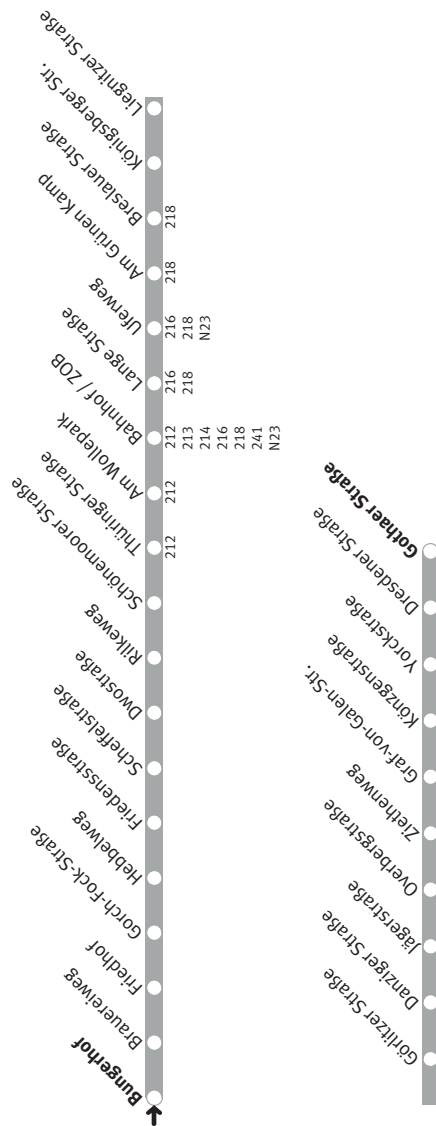 Bungerhof
Brauereiweg
Friedhof
Gorch-Fock-Straße
Hebbelweg
Friedensstraße
Scheffelstraße
Dwostraße
Rilkeweg
Schönemoorer Straße
Thüringer Straße
212
Am Wollepark
212
Bahnhof / ZOB
212
213
214
216
218
241
N23
Lange Straße
216
218
Uferweg
216
218
N23
Am Grünen Kamp
218
Breslauer Straße
218
Königsberger Str.
Liegnitzer Straße
Görlitzer Straße
Danziger Straße
Jägerstraße
Overbergstraße
Ziethenweg
Graf-von-Galen-Str.
Könzgenstraße
Yorckstraße
Dresdener Straße
Gothaer Straße